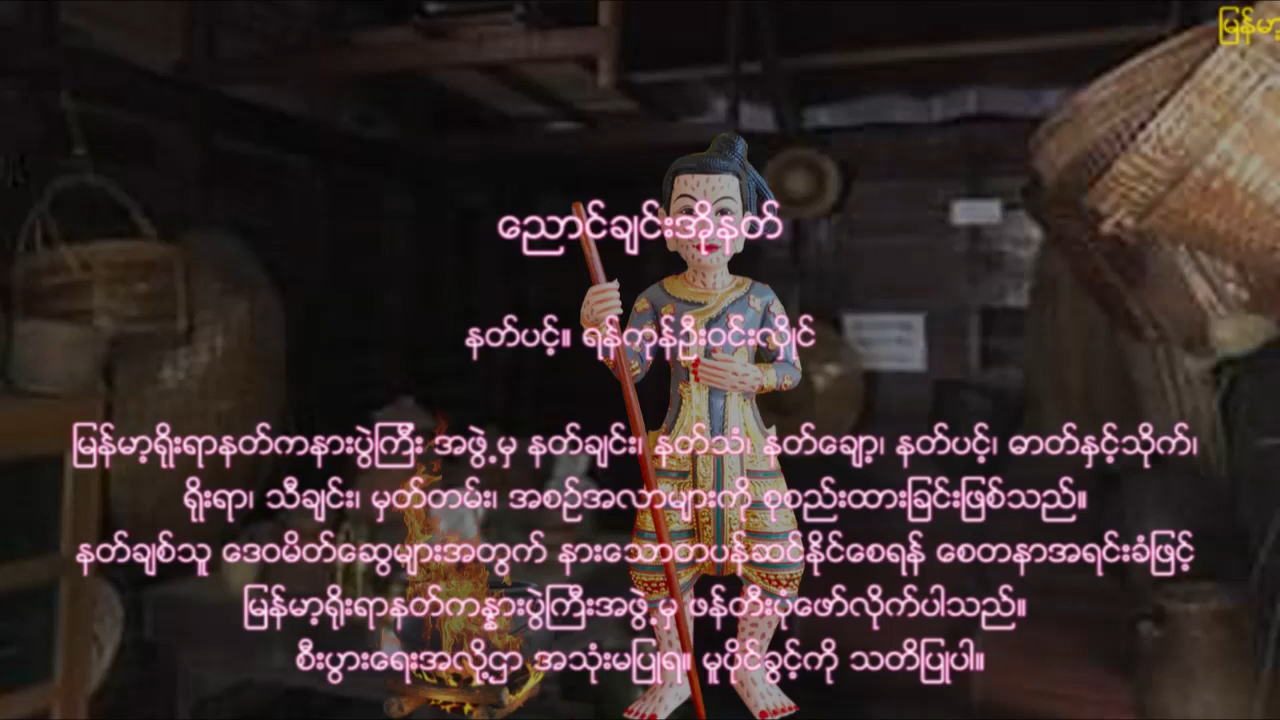 မြန်မာ့
ညောင်ချင်းအိုနတ်
နတ်ပင့်။ ရန်ကုန်ဦးဝင်းလှိုင်
မြန်မာ့ရိုးရာနတ်ကနားပွဲကြီး အဖွဲ့မှ နတ်ချင်း၊ နတ်သံ၊ နတ်ချော့၊ နတ်ပင့်၊ ဓာတ်နှင့်သိုက်၊
ရိုးရာ၊ သီချင်း၊ မှတ်တမ်း၊ အစဉ်အလာများကို စုစည်းထားခြင်းဖြစ်သည်။
နတ်ချစ်သူ ဒေဝမိတ်ဆွေများအတွက် နားသောတပန်ဆင်နိုင်စေရန် စေတနာအရင်းခံဖြင့်
မြန်မာ့ရိုးရာနတ်ကန္နားပွဲကြီးအဖွဲ့မှ ဖန်တီးပုံဖော်လိုက်ပါသည်။
စီးပွားရေးအလို့ဌာ အသုံးမပြုရ။ မူပိုင်ခွင့်ကို သတိပြုပါ။